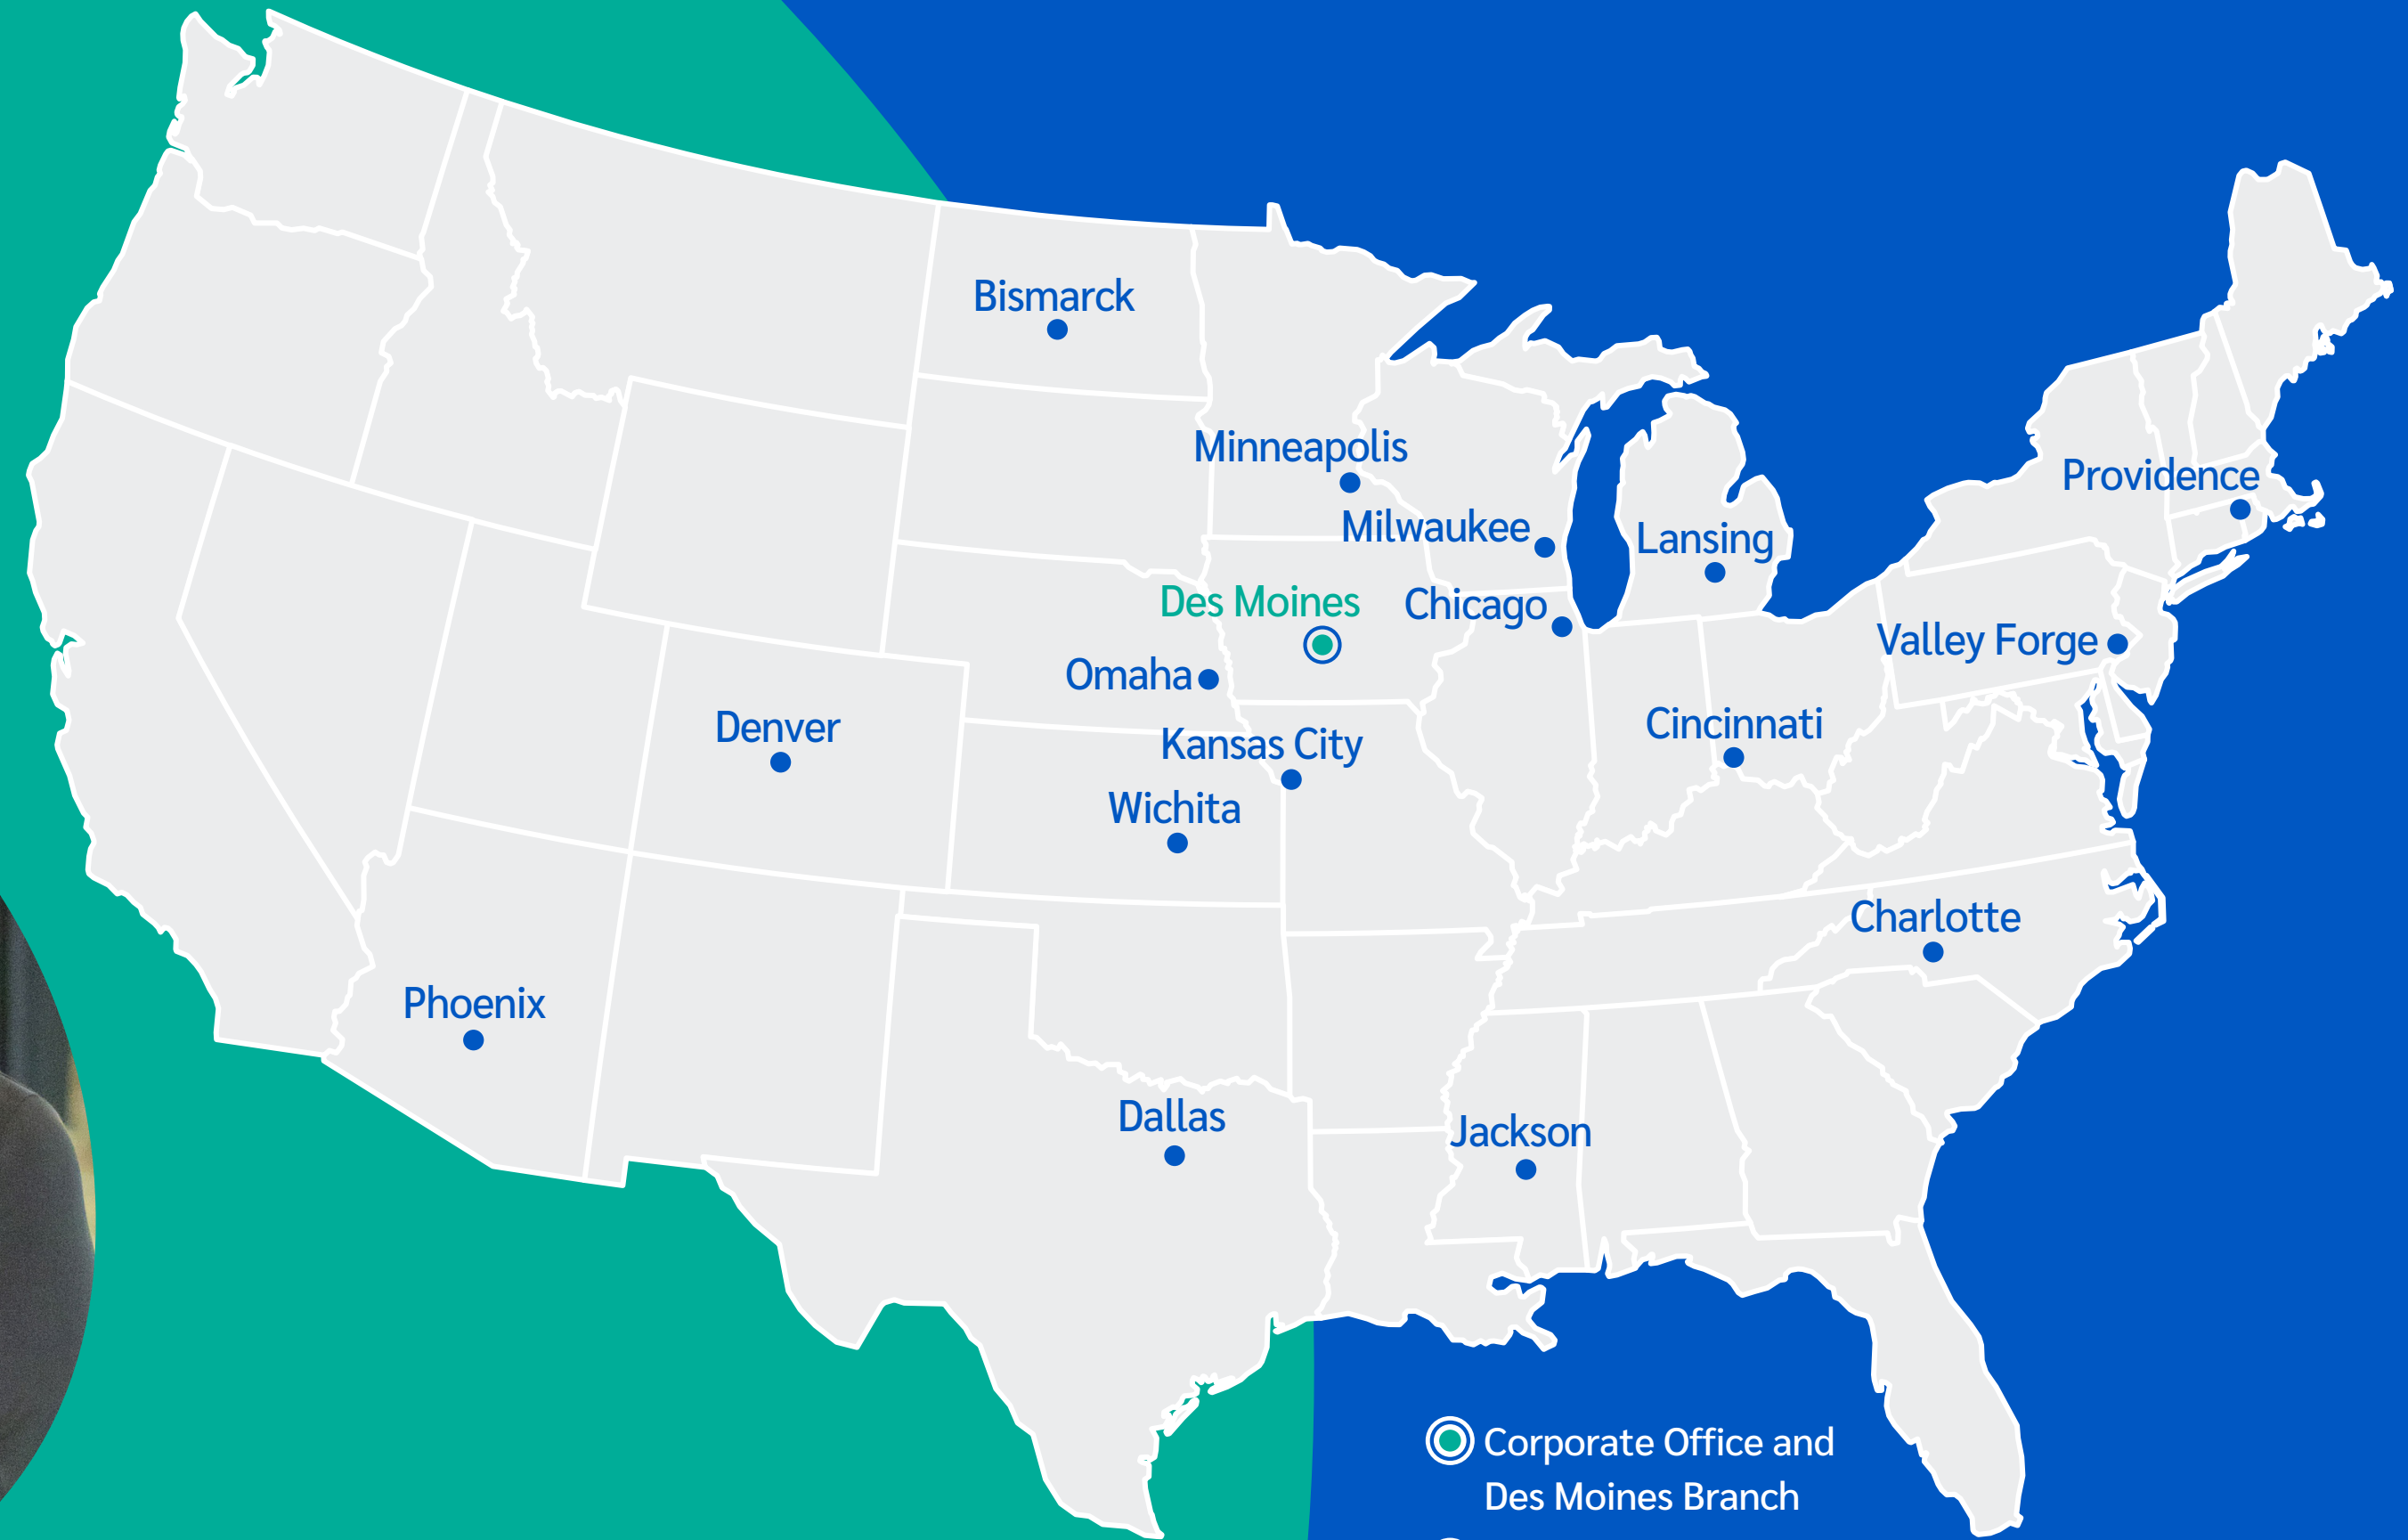 Bismarck
Minneapolis
Providence
Milwaukee
Lansing
Des Moines
Chicago
Valley Forge
Omaha
Denver
Cincinnati
Kansas City
Wichita
Charlotte
Phoenix
Dallas
Jackson
Corporate Office and
Des Moines Branch